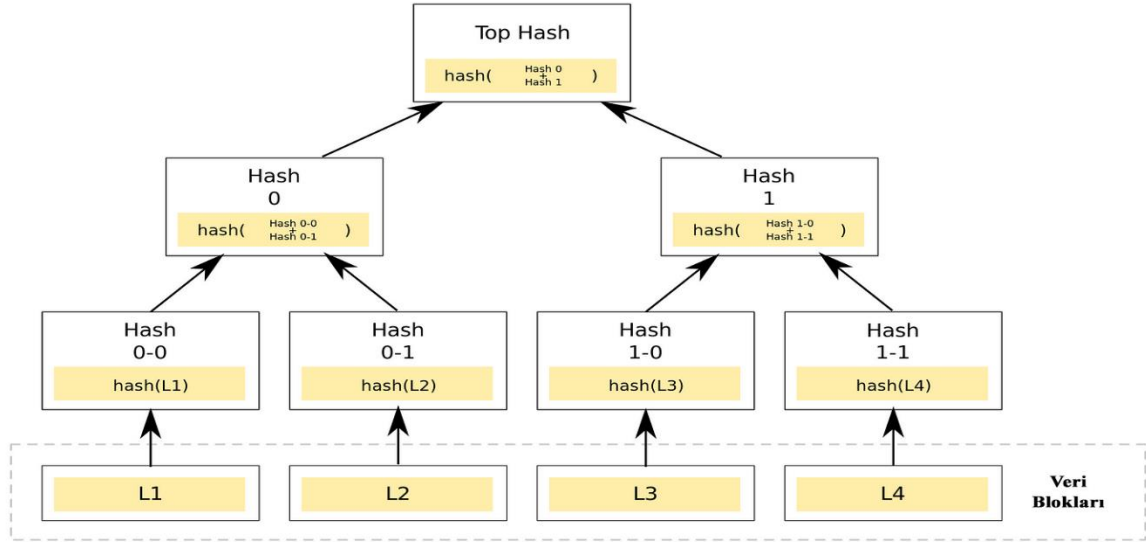 Top Hash
hash( Hash 0 + Hash 1 )
Hash
0
hash( Hash 0-0 + Hash 0-1 )
Hash
1
hash( Hash 1-0 + Hash 1-1 )
Hash
0-0
hash(L1)
Hash
0-1
hash(L2)
Hash
1-0
hash(L3)
Hash
1-1
hash(L4)
L1
L2
L3
L4
Veri
Blokları